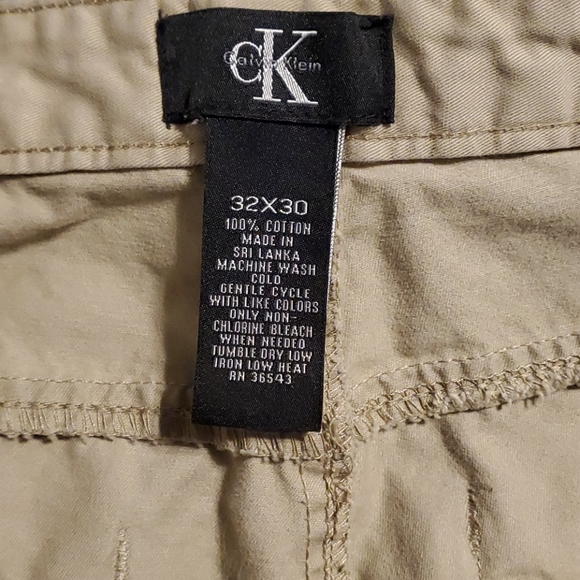 cK
Calvin Klein
32X30
100% COTTON
MADE IN
SRI LANKA
MACHINE WASH
COLD
GENTLE CYCLE
WITH LIKE COLORS
ONLY NON-
CHLORINE BLEACH
WHEN NEEDED
TUMBLE DRY LOW
IRON LOW HEAT
RN 36543